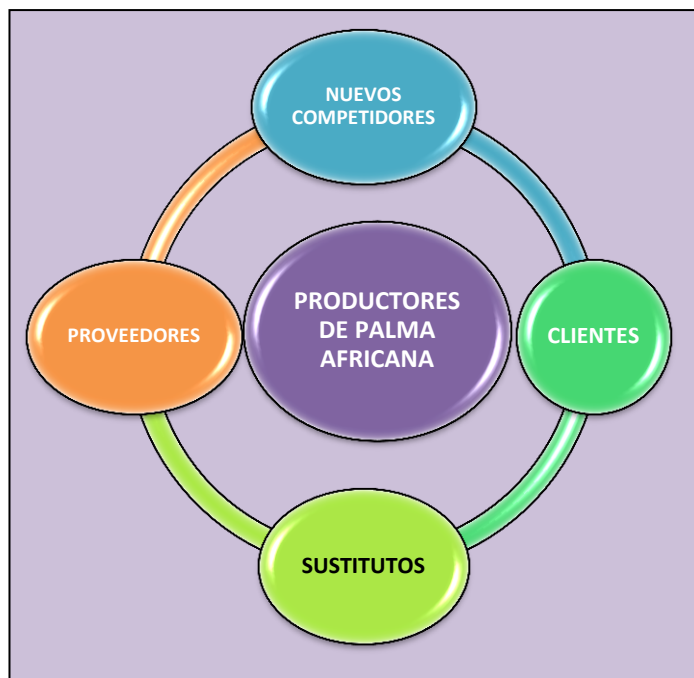 NUEVOS
COMPETIDORES
PROVEEDORES
PRODUCTORES
DE PALMA
AFRICANA
CLIENTES
SUSTITUTOS